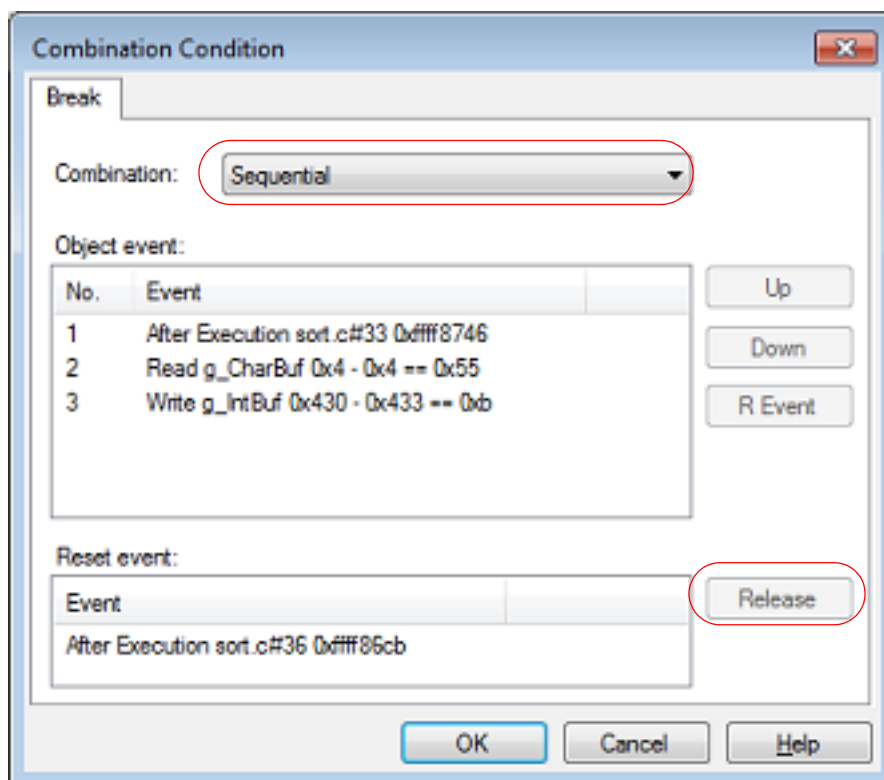 Combination Condition
Break
Combination: Sequential
Object event:
No. Event
1 After Execution sort.c#33 0xffff8746
2 Read g_CharBuf 0x4 - 0x4 == 0x55
3 Write g_IntBuf 0x430 - 0x433 == 0xb
Up
Down
R Event
Reset event:
Event
After Execution sort.c#36 0xffff86cb
Release
OK Cancel Help